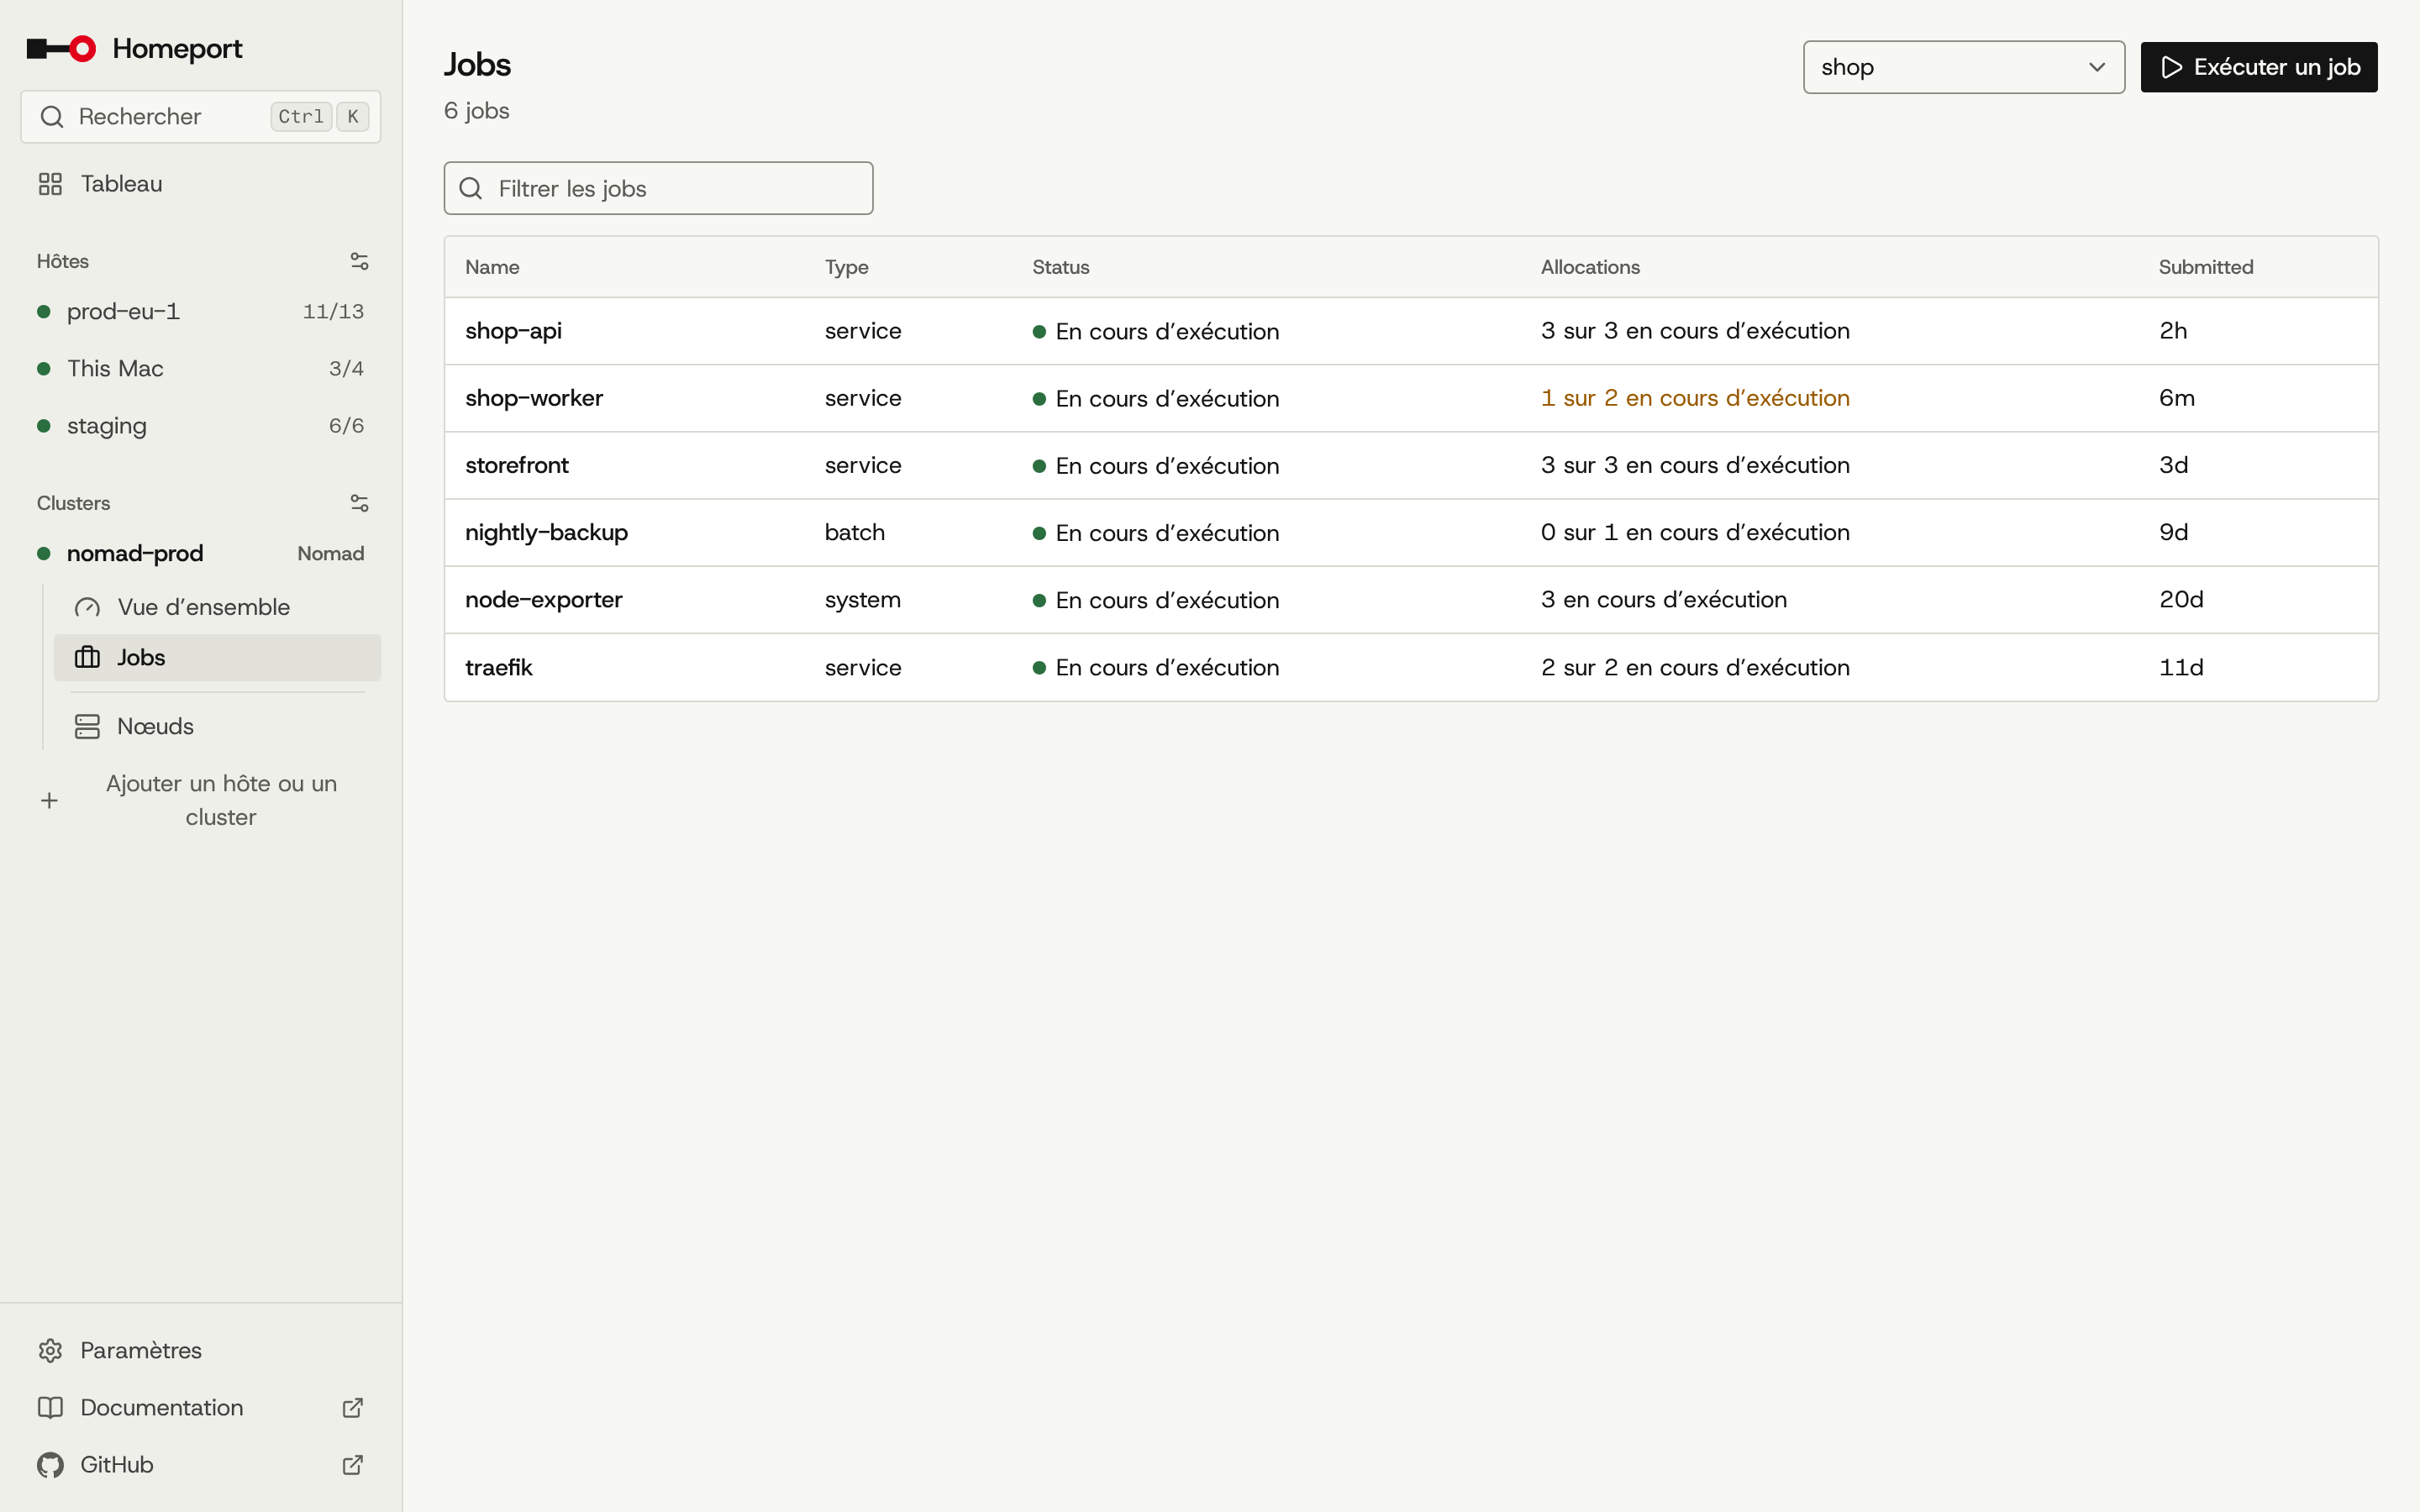 Homeport
Rechercher Ctrl K
Tableau
Hôtes
prod-eu-1 11/13
This Mac 3/4
staging 6/6
Clusters
nomad-prod Nomad
Vue d’ensemble
Jobs
Nœuds
Ajouter un hôte ou un
cluster
Paramètres
Documentation
GitHub
Jobs
6 jobs
shop
Exécuter un job
Filtrer les jobs
Name Type Status Allocations Submitted
shop-api service En cours d’exécution 3 sur 3 en cours d’exécution 2h
shop-worker service En cours d’exécution 1 sur 2 en cours d’exécution 6m
storefront service En cours d’exécution 3 sur 3 en cours d’exécution 3d
nightly-backup batch En cours d’exécution 0 sur 1 en cours d’exécution 9d
node-exporter system En cours d’exécution 3 en cours d’exécution 20d
traefik service En cours d’exécution 2 sur 2 en cours d’exécution 11d